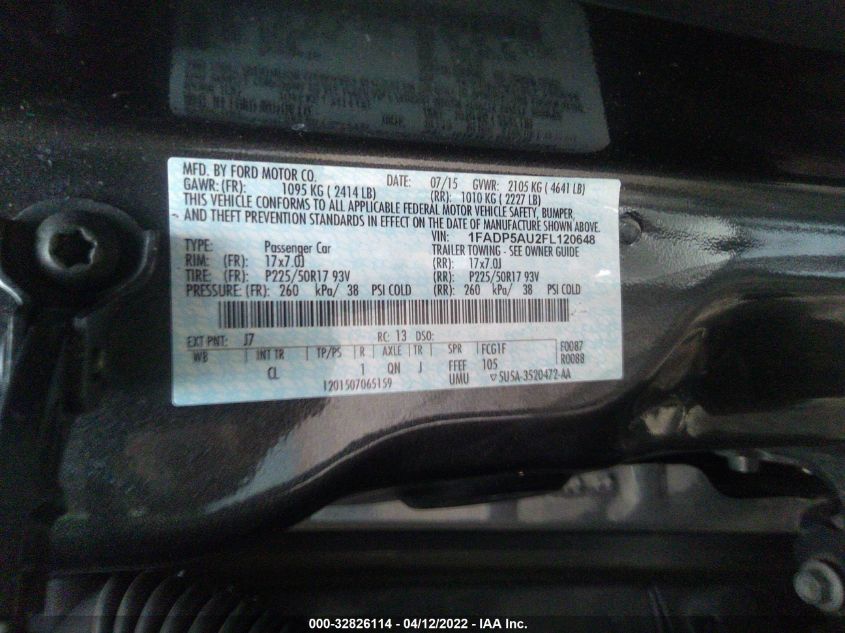 MFD. BY FORD MOTOR CO. DATE: 07/15 GVWR: 2105 KG ( 4641 LB)
GAWR: (FR): 1095 KG ( 2414 LB) (RR): 1010 KG ( 2227 LB)
THIS VEHICLE CONFORMS TO ALL APPLICABLE FEDERAL MOTOR VEHICLE SAFETY, BUMPER,
AND THEFT PREVENTION STANDARDS IN EFFECT ON THE DATE OF MANUFACTURE SHOWN ABOVE.
VIN: 1FADP5AU2FL120648
TYPE: Passenger Car TRAILER TOWING - SEE OWNER GUIDE
RIM: (FR): 17x7.0J (RR): 17x7.0J
TIRE: (FR): P225/50R17 93V (RR): P225/50R17 93V
PRESSURE: (FR): 260 kPa/ 38 PSI COLD (RR): 260 kPa/ 38 PSI COLD
EXT PNT: J7 RC: 13 DSO: F0087
WB INT TR TP/PS R AXLE TR SPR FCG1F R0088
CL 1 QN J FFEF 105
1201507065159 UMU ▽ 5U5A-3520472-AA
000-32826114 - 04/12/2022 - IAA Inc.